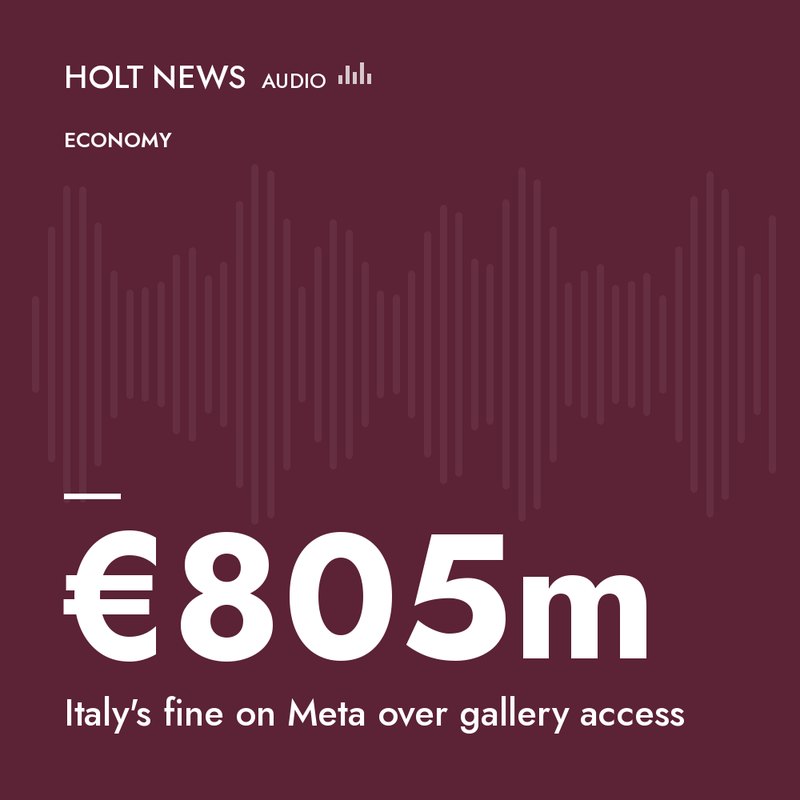 HOLT NEWS AUDIO
ECONOMY
€805m
Italy's fine on Meta over gallery access